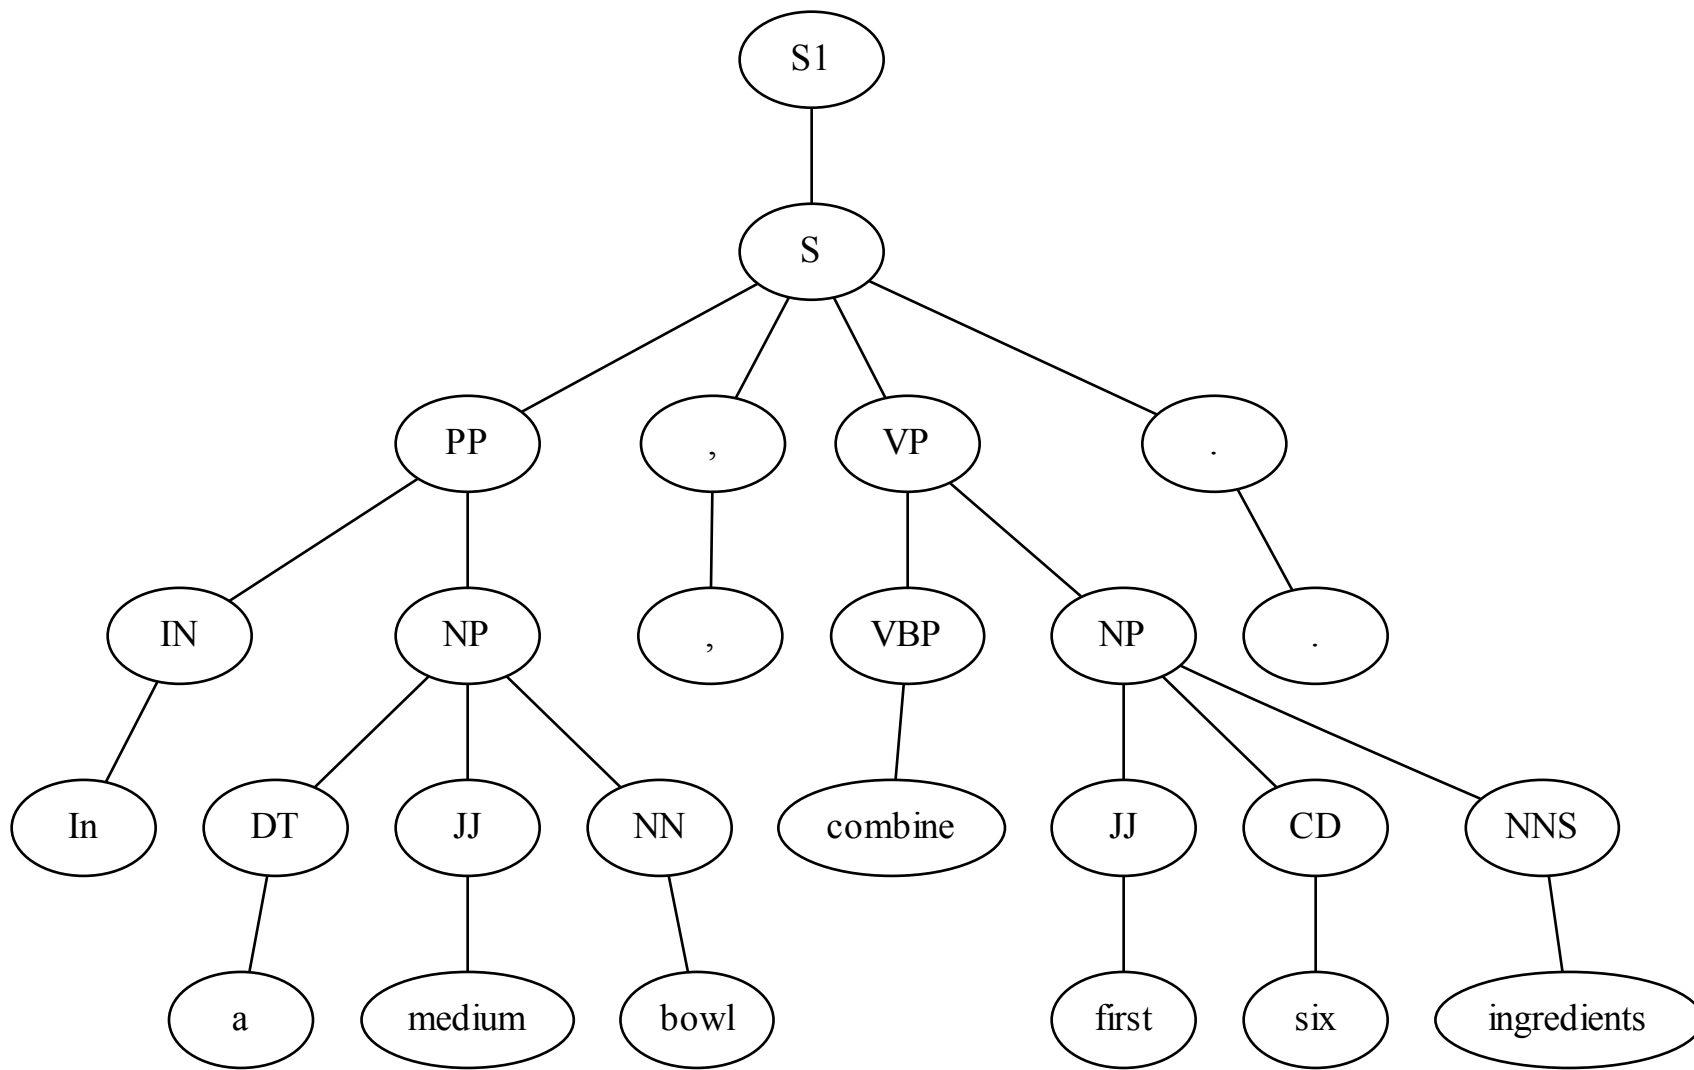 S1
S
PP , VP .
IN NP , VBP NP .
In DT JJ NN combine JJ CD NNS
a medium bowl first six ingredients